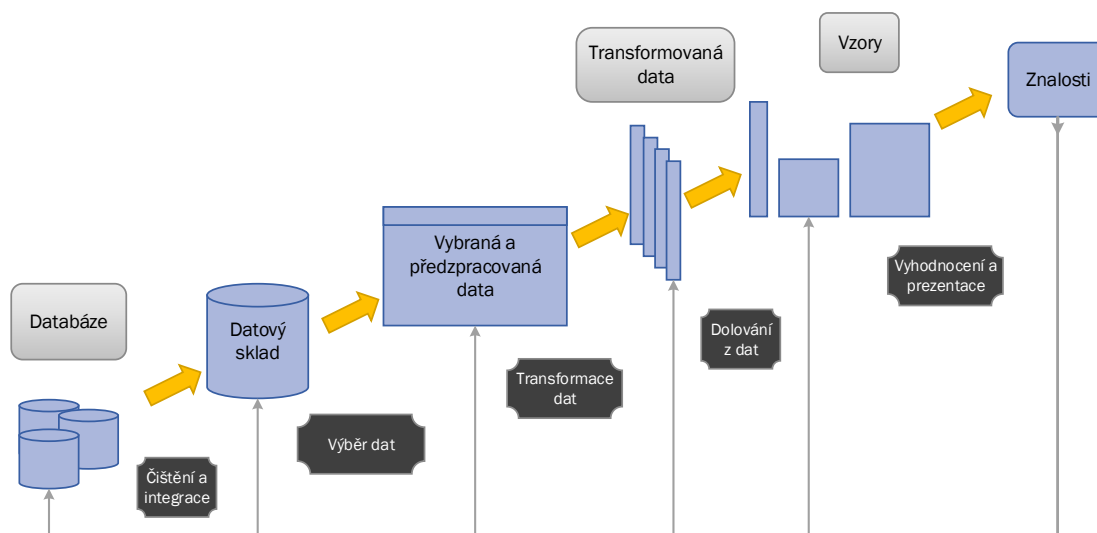 Databáze
Čištění a
integrace
Datový
sklad
Výběr dat
Vybraná a
předzpracovaná
data
Transformace
dat
Transformovaná
data
Dolování
z dat
Vzory
Vyhodnocení a
prezentace
Znalosti